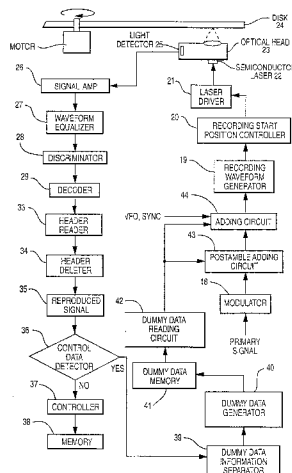 DISK
24
LIGHT
DETECTOR 25
OPTICAL HEAD
23
MOTOR
SEMICONDUCTO
LASER 22
26
SIGNAL AMP
21
LASER
DRIVER
27
WAVEFORM
EQUALIZER
20
RECORDING START
POSITION CONTROLLER
28
DISCRIMINATOR
19
RECORDING
WAVEFORM
GENERATOR
29
DECODER
33
HEADER
READER
44
VFO, SYNC
ADDING CIRCUIT
43
34
HEADER
DELETER
POSTAMBLE ADDING
CIRCUIT
35
REPRODUCED
SIGNAL
42
DUMMY DATA
READING
CIRCUIT
18
MODULATOR
36
CONTROL
DATA
DETECTOR
YES
NO
PRIMARY
SIGNAL
DUMMY DATA
MEMORY
41
40
DUMMY DATA
GENERATOR
37
CONTROLLER
38
MEMORY
39
DUMMY DATA
INFORMATION
SEPARATOR